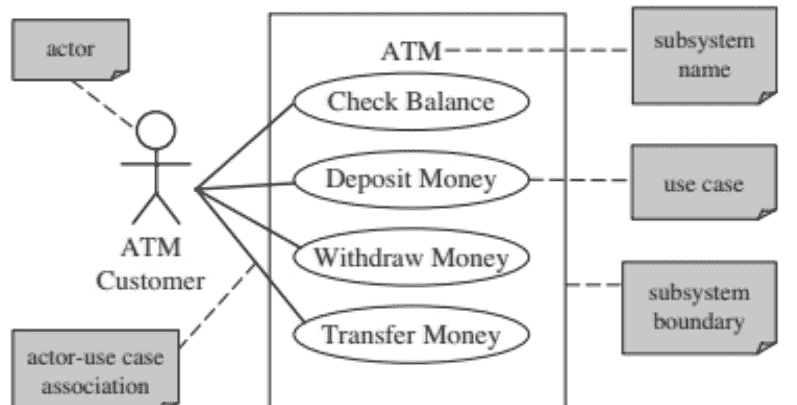 actor
ATM
subsystem
name
Check Balance
Deposit Money
use case
ATM
Customer
Withdraw Money
subsystem
boundary
Transfer Money
actor-use case
association